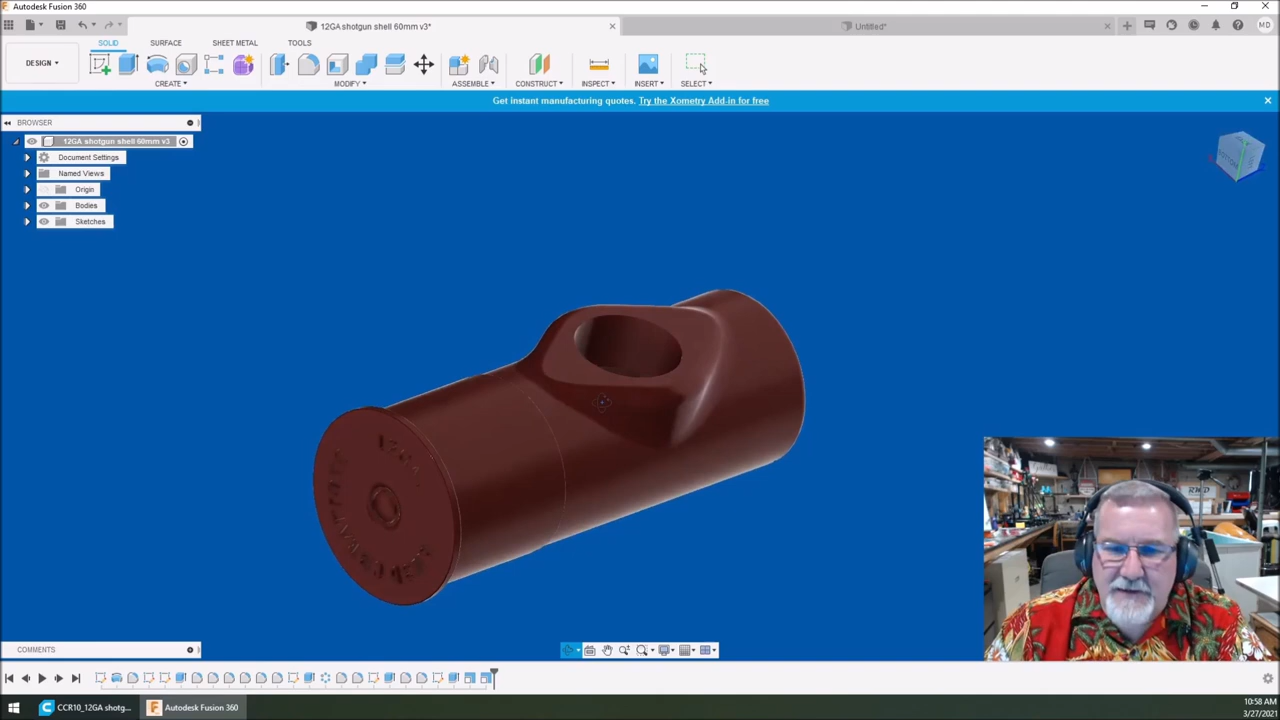 Autodesk Fusion 360
12GA shotgun shell 60mm v3*
Untitled*
MD
DESIGN
SOLID
SURFACE
SHEET METAL
TOOLS
CREATE
MODIFY
ASSEMBLE
CONSTRUCT
INSPECT
INSERT
SELECT
Get instant manufacturing quotes. Try the Xometry Add-in for free
BROWSER
12GA shotgun shell 60mm v3
Document Settings
Named Views
Origin
Bodies
Sketches
COMMENTS
CCR10_12GA shotg...
Autodesk Fusion 360
10:58 AM
3/27/2021